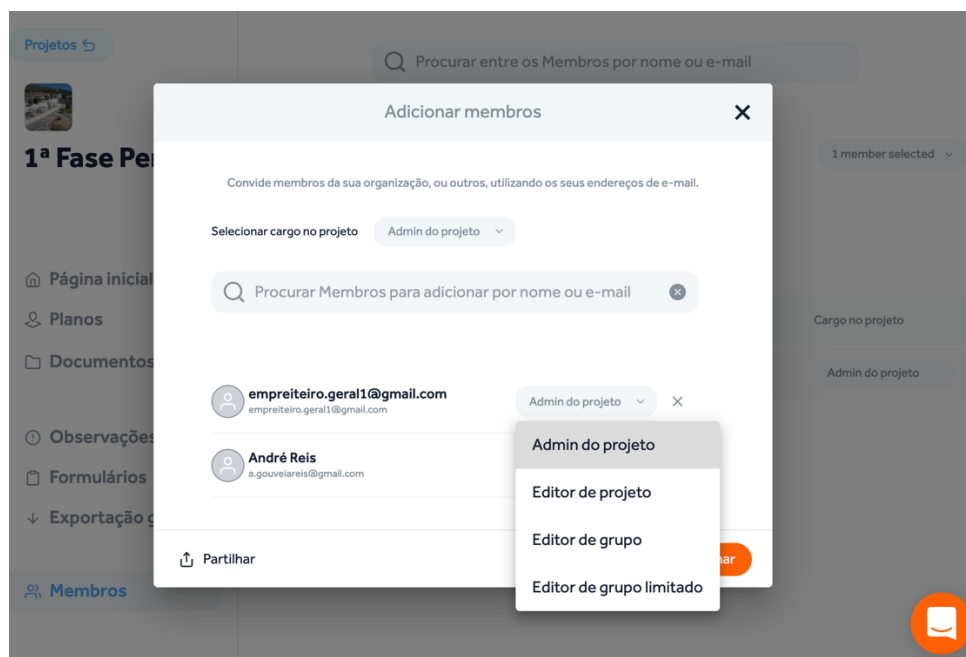 Projetos
Procurar entre os Membros por nome ou e-mail
Adicionar membros
1ª Fase Per
1 member selected
Convide membros da sua organização, ou outros, utilizando os seus endereços de e-mail.
Selecionar cargo no projeto
Admin do projeto
Página inicial
Procurar Membros para adicionar por nome ou e-mail
Planos
Cargo no projeto
Documentos
Admin do projeto
empreiteiro.geral1@gmail.com
empreiteiro.geral1@gmail.com
Admin do projeto
Observações
Admin do projeto
André Reis
a.gouveiareis@gmail.com
Formulários
Editor de projeto
Exportação g
Editor de grupo
Partilhar
ar
Editor de grupo limitado
Membros